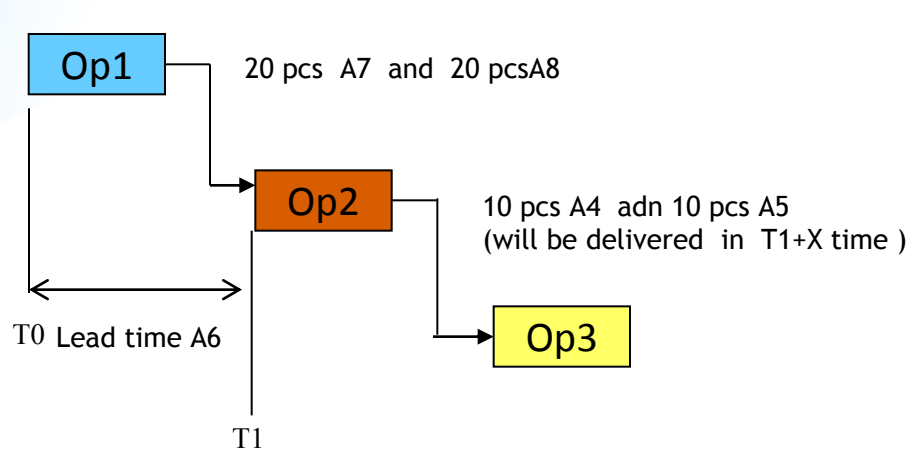 Op1
20 pcs A7 and 20 pcsA8
Op2
10 pcs A4 adn 10 pcs A5
(will be delivered in T1+X time )
T0 Lead time A6
Op3
T1